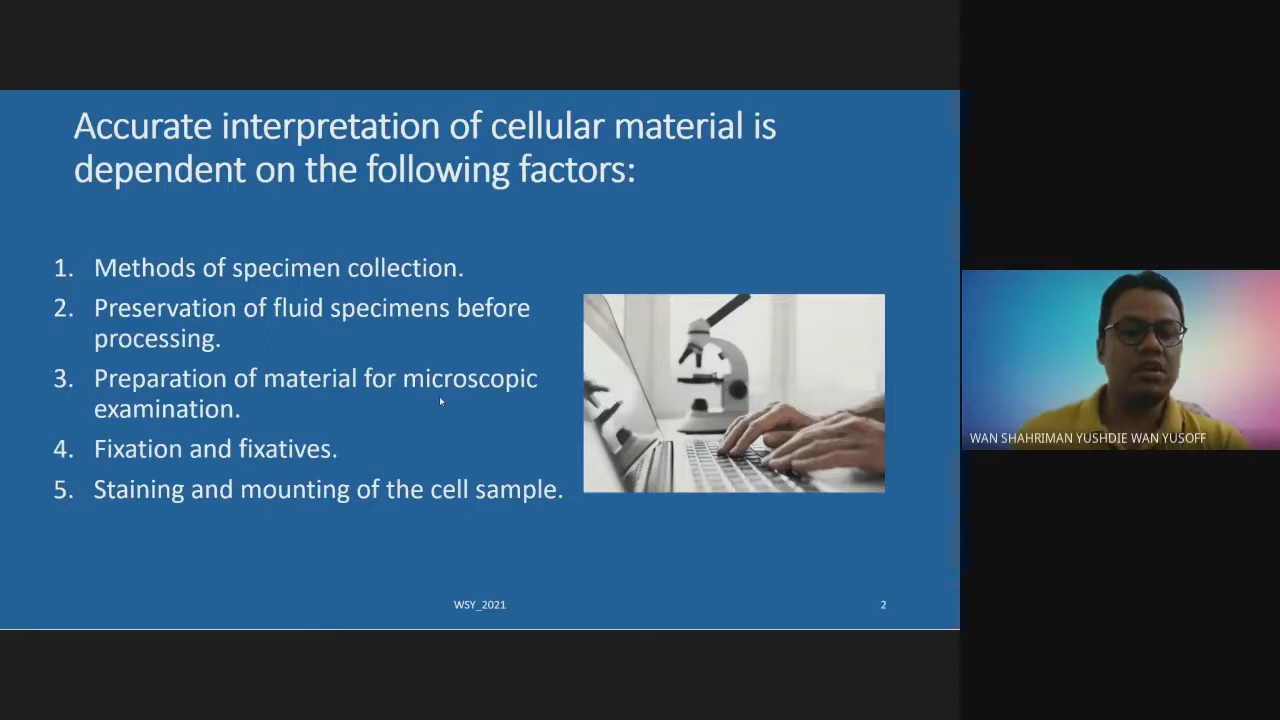 Accurate interpretation of cellular material is
dependent on the following factors:
1. Methods of specimen collection.
2. Preservation of fluid specimens before
processing.
3. Preparation of material for microscopic
examination.
4. Fixation and fixatives.
5. Staining and mounting of the cell sample.
WAN SHAHRIMAN YUSHDIE WAN YUSOFF
WSY_2021
2